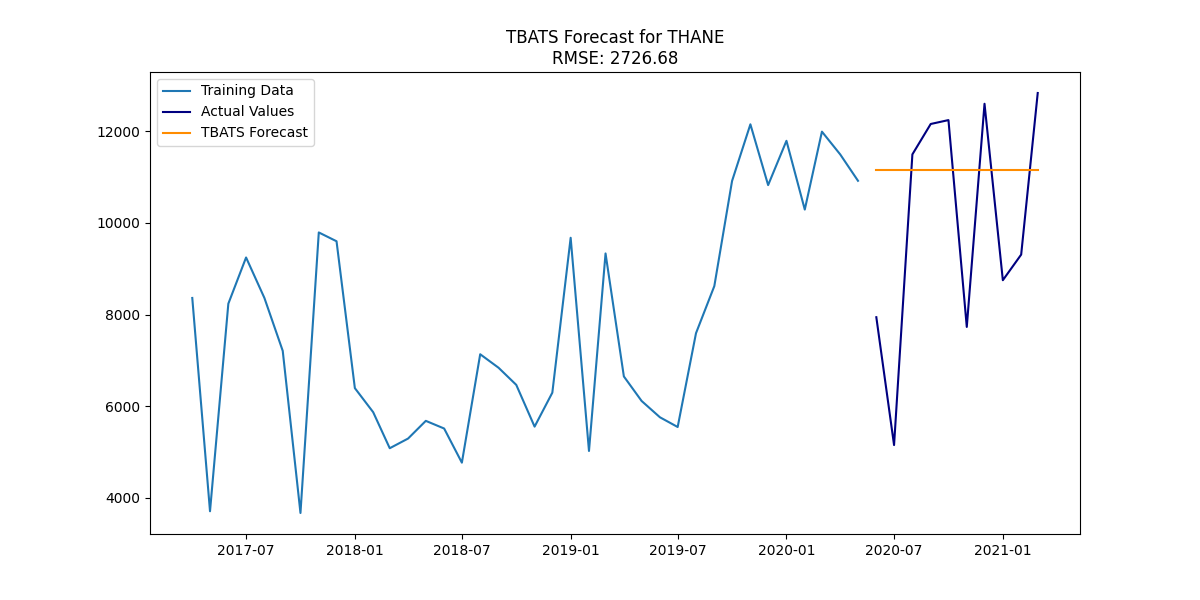 TBATS Forecast for THANE
RMSE: 2726.68
Training Data
Actual Values
TBATS Forecast
12000
10000
8000
6000
4000
2017-07
2018-01
2018-07
2019-01
2019-07
2020-01
2020-07
2021-01